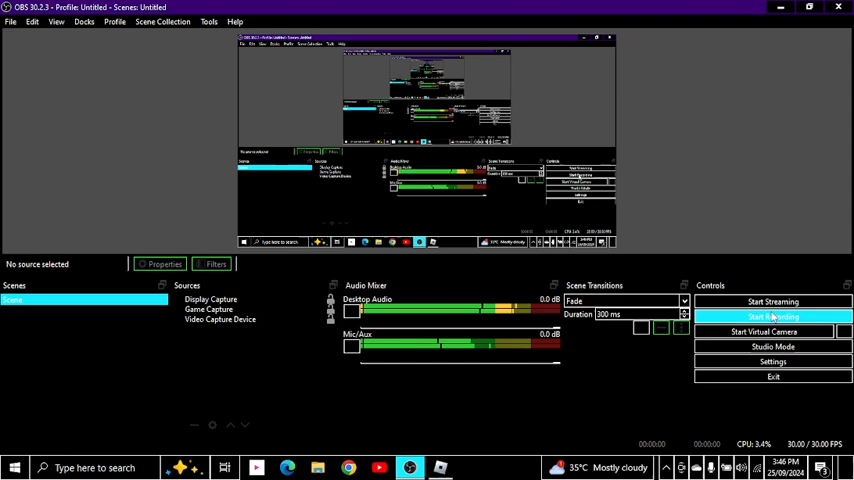 OBS 30.2.3 - Profile: Untitled - Scenes: Untitled
File Edit View Docks Profile Scene Collection Tools Help
No source selected Properties Filters
Scenes
Scene
Sources
Display Capture
Game Capture
Video Capture Device
Audio Mixer
Desktop Audio 0.0 dB
Mic/Aux 0.0 dB
Scene Transitions
Fade
Duration 300 ms
Controls
Start Streaming
Start Recording
Start Virtual Camera
Studio Mode
Settings
Exit
00:00:00 00:00:00 CPU: 3.4% 30.00 / 30.00 FPS
Type here to search
35°C Mostly cloudy
3:46 PM
25/09/2024
3